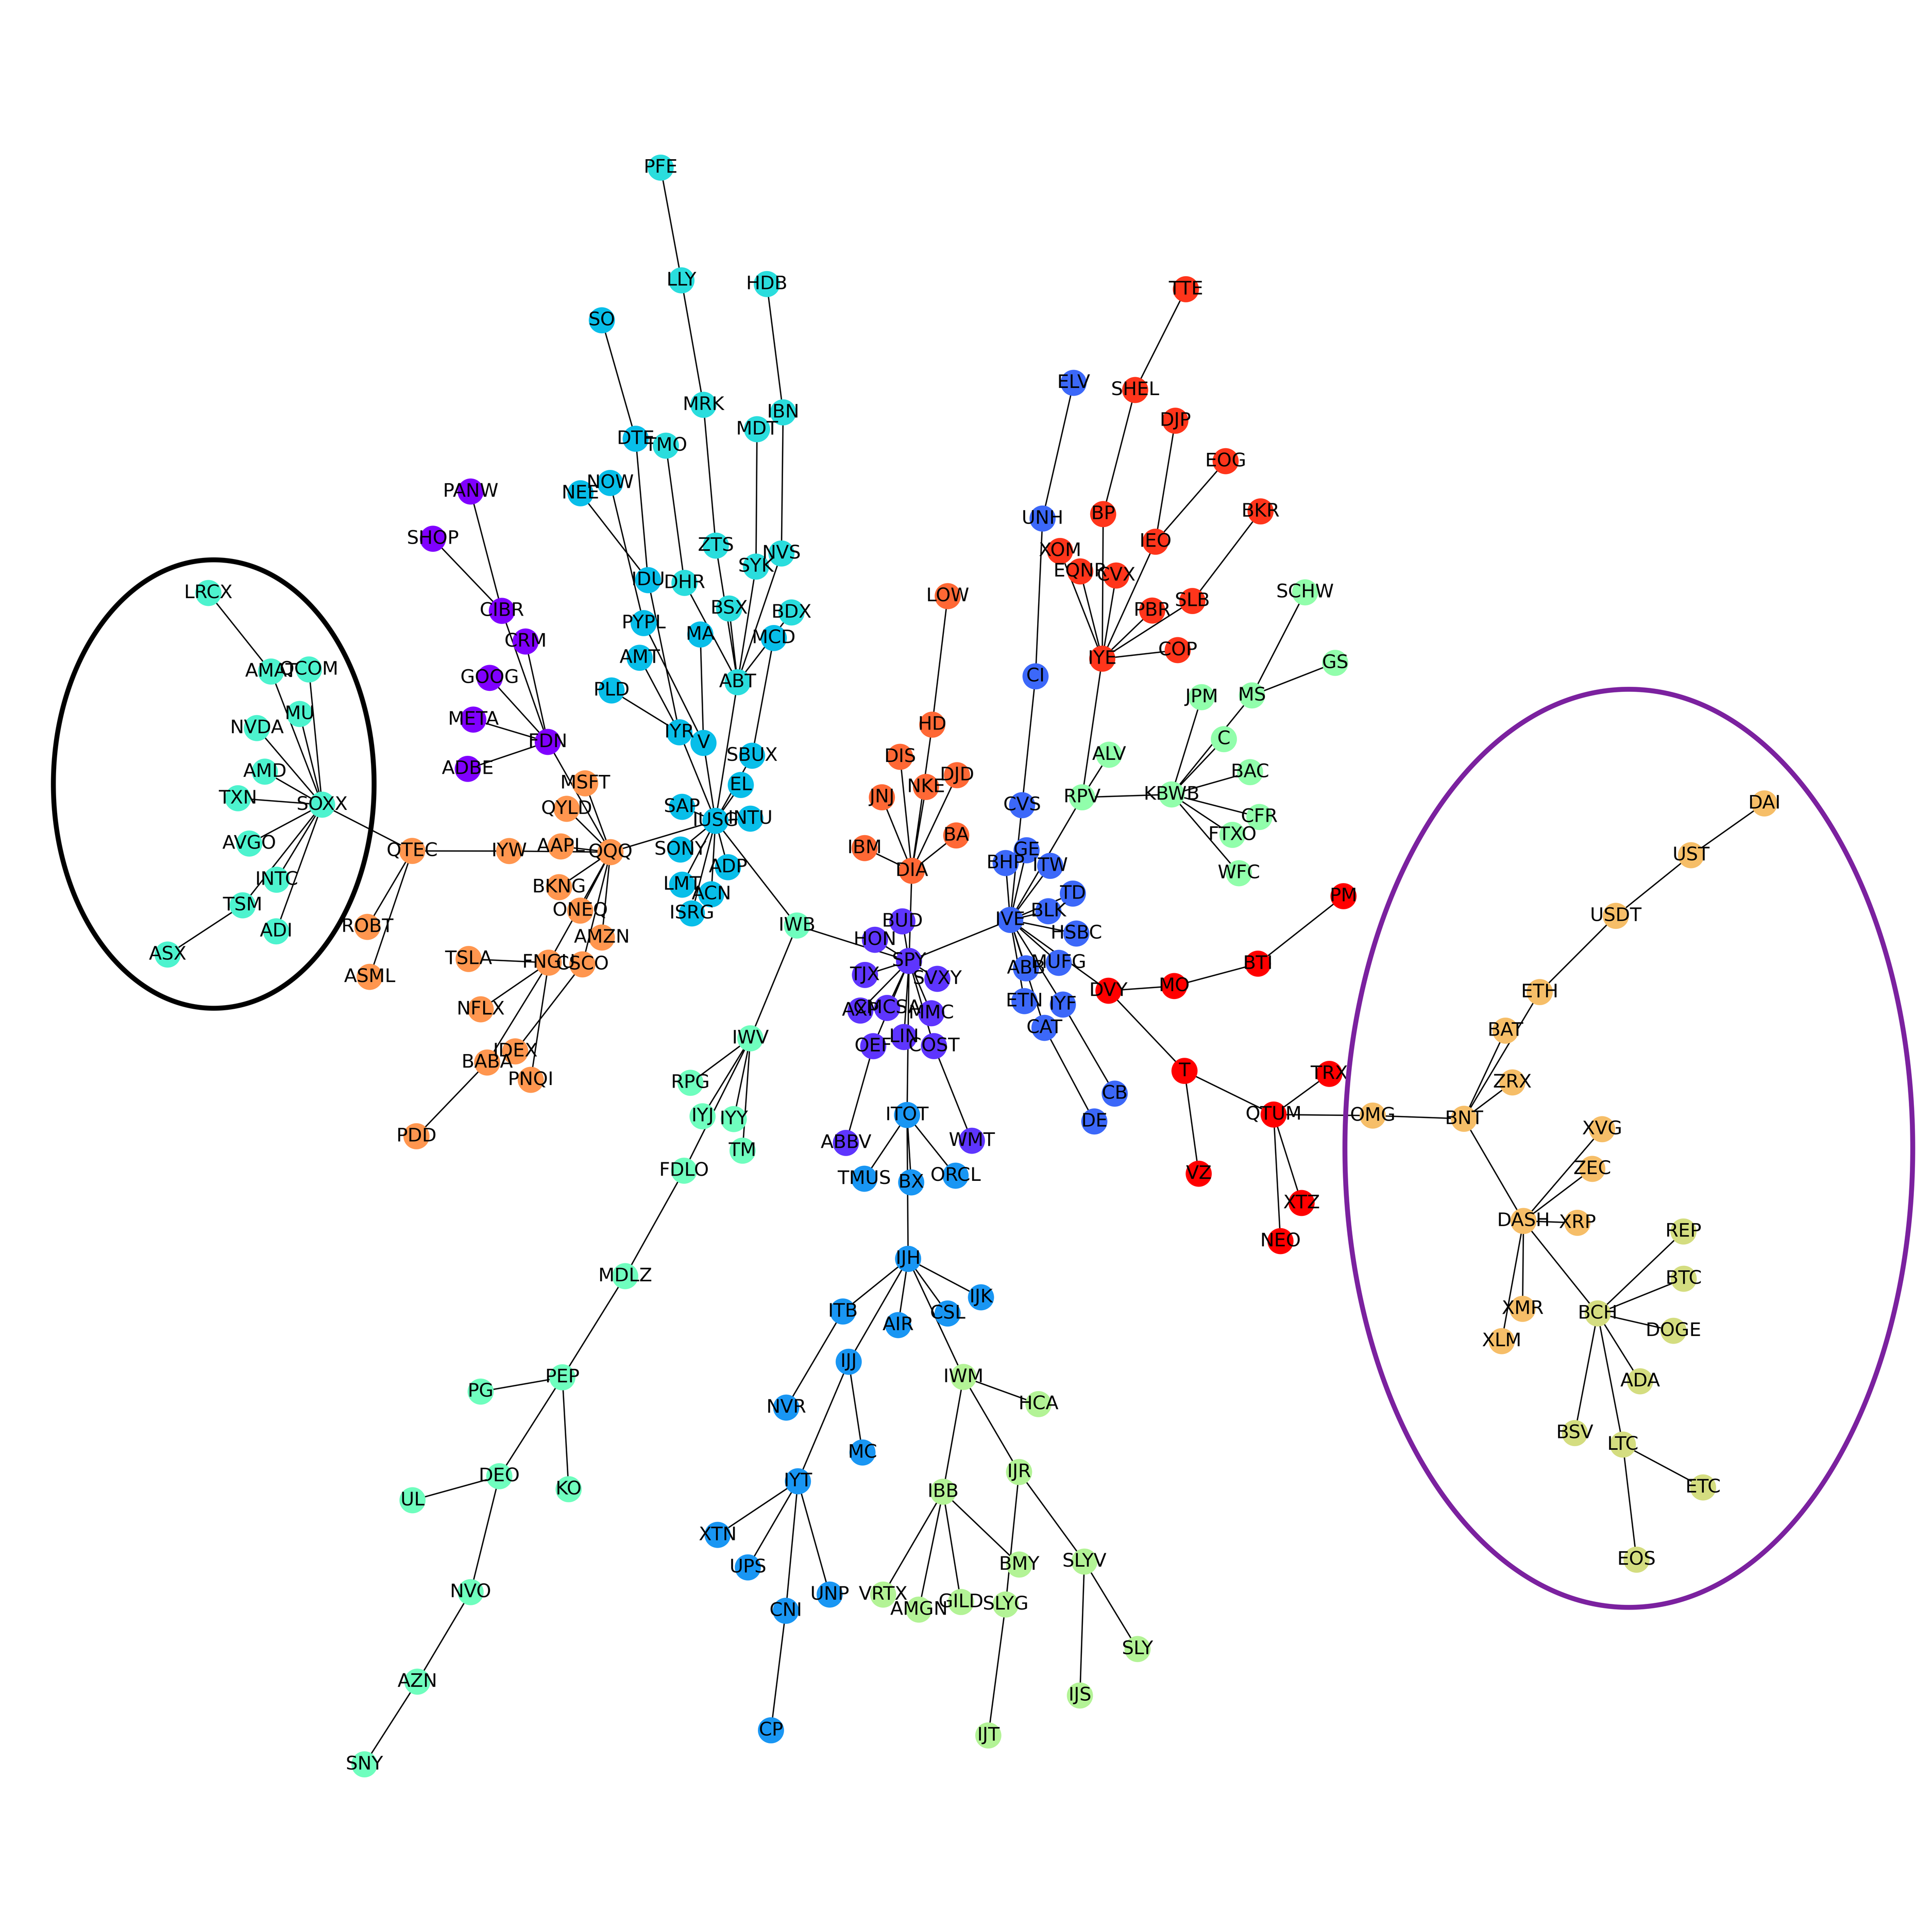 PFE
LLY
HDB
TTE
SO
ELV
SHEL
MRK
IBN
DJP
MDT
DTE
TMO
EOG
NOW
NEE
PANW
BKR
BP
UNH
SHOP
IEO
ZTS
NVS
XOM
SYK
EQNR
CVX
IDU
DHR
LRCX
SCHW
LOW
SLB
BSX
BDX
PBR
CIBR
PYPL
MA
MCD
CRM
COP
AMT
IYE
GS
AMAT
QCOM
GOOG
CI
ABT
PLD
MS
JPM
MU
META
HD
NVDA
IYR
V
C
FDN
DIS
SBUX
ALV
ADBE
AMD
BAC
DJD
MSFT
EL
NKE
TXN
JNJ
RPV
KBWB
SOXX
QYLD
SAP
CVS
DAI
CFR
IUSG
INTU
BA
FTXO
AVGO
QTEC
IYW
AAPL
QQQ
SONY
IBM
GE
UST
BHP
ITW
ADP
DIA
WFC
INTC
BKNG
LMT
ACN
TD
PM
TSM
ONEQ
ISRG
BLK
USDT
ROBT
IWB
BUD
IVE
ADI
AMZN
HON
HSBC
ASX
TSLA
FNGU
CSCO
SPY
ABB
MUFG
BTI
ASML
TJX
SVXY
DVY
MO
ETH
NFLX
AXP
CMCSA
MMC
ETN
IYF
BAT
IWV
LIN
CAT
OEF
COST
IDEX
BABA
PNQI
T
TRX
RPG
ZRX
CB
IYJ
IYY
ITOT
DE
QTUM
OMG
BNT
PDD
XVG
TM
ABBV
WMT
FDLO
TMUS
BX
ORCL
VZ
ZEC
XTZ
DASH
XRP
REP
NEO
IJH
MDLZ
BTC
IJK
ITB
AIR
CSL
XMR
BCH
DOGE
XLM
IJJ
PG
PEP
IWM
ADA
NVR
HCA
BSV
LTC
MC
DEO
IYT
IJR
KO
UL
IBB
ETC
XTN
UPS
BMY
SLYV
EOS
NVO
UNP
VRTX
AMGN
GILD
SLYG
CNI
SLY
AZN
IJS
CP
IJT
SNY